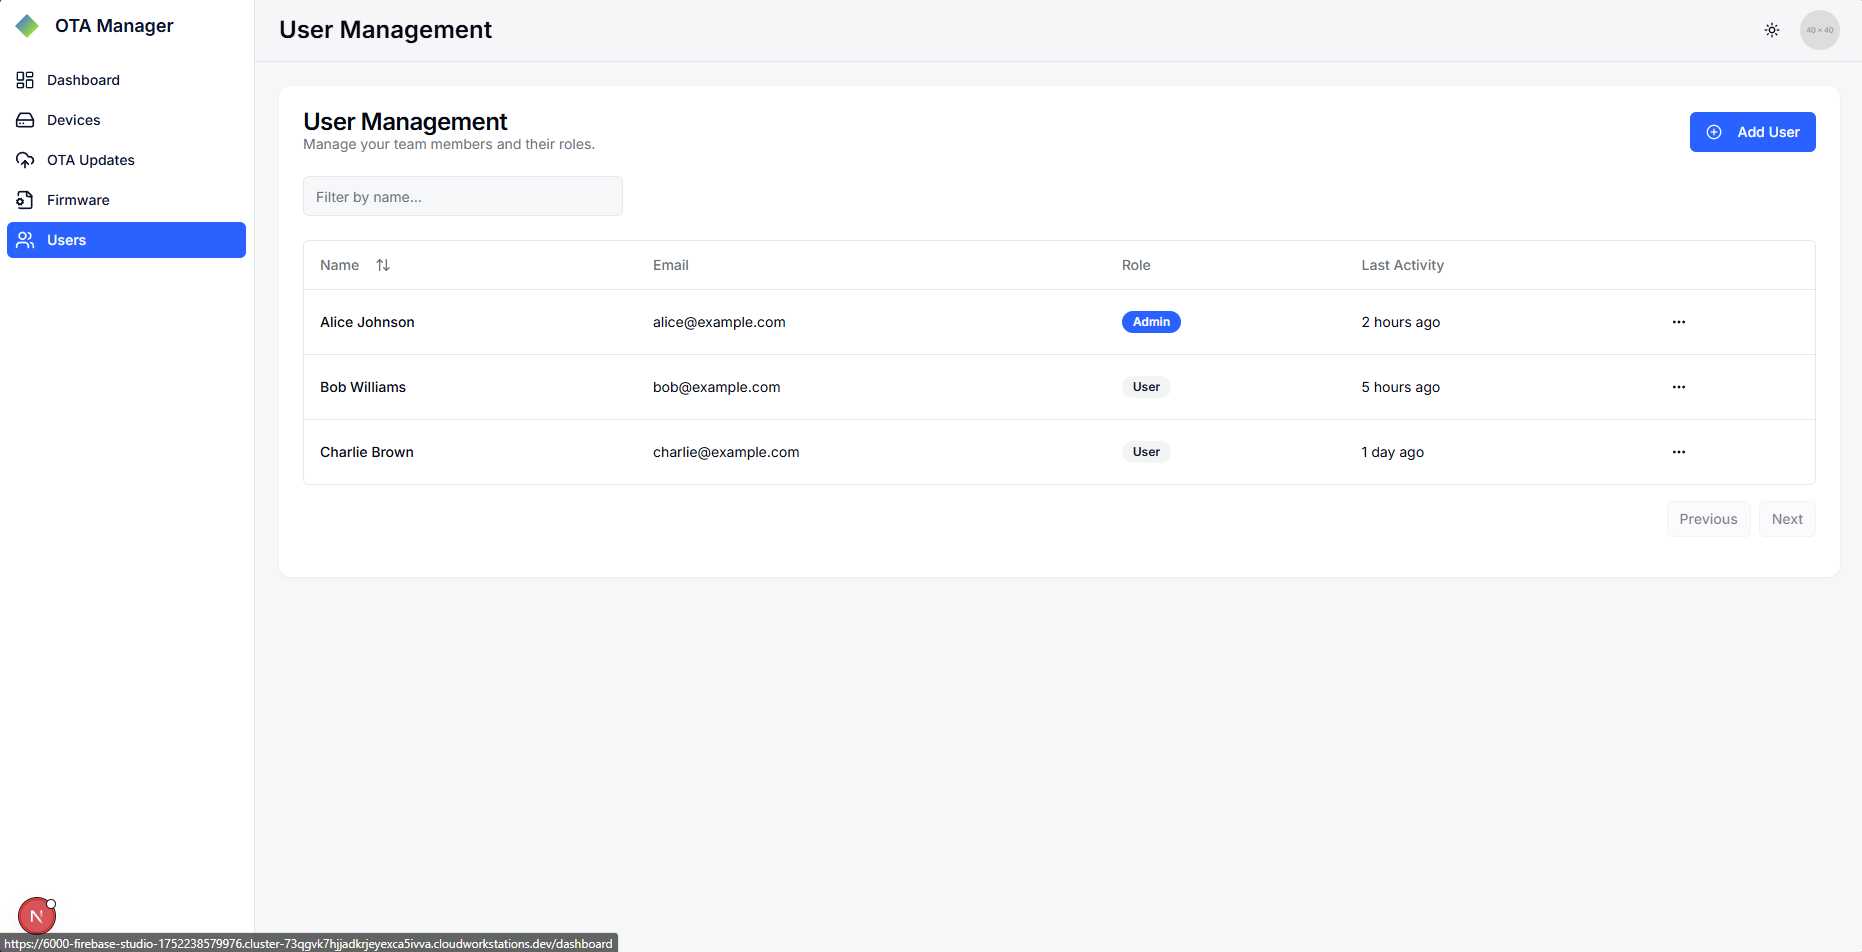 OTA Manager
User Management
40 × 40
Dashboard
Devices
OTA Updates
Firmware
Users
User Management
Manage your team members and their roles.
Add User
Filter by name...
Name Email Role Last Activity
Alice Johnson alice@example.com Admin 2 hours ago ...
Bob Williams bob@example.com User 5 hours ago ...
Charlie Brown charlie@example.com User 1 day ago ...
Previous Next
N
https://6000-firebase-studio-1752238579976.cluster-73qgvk7hjjadkrjeyexca5ivva.cloudworkstations.dev/dashboard